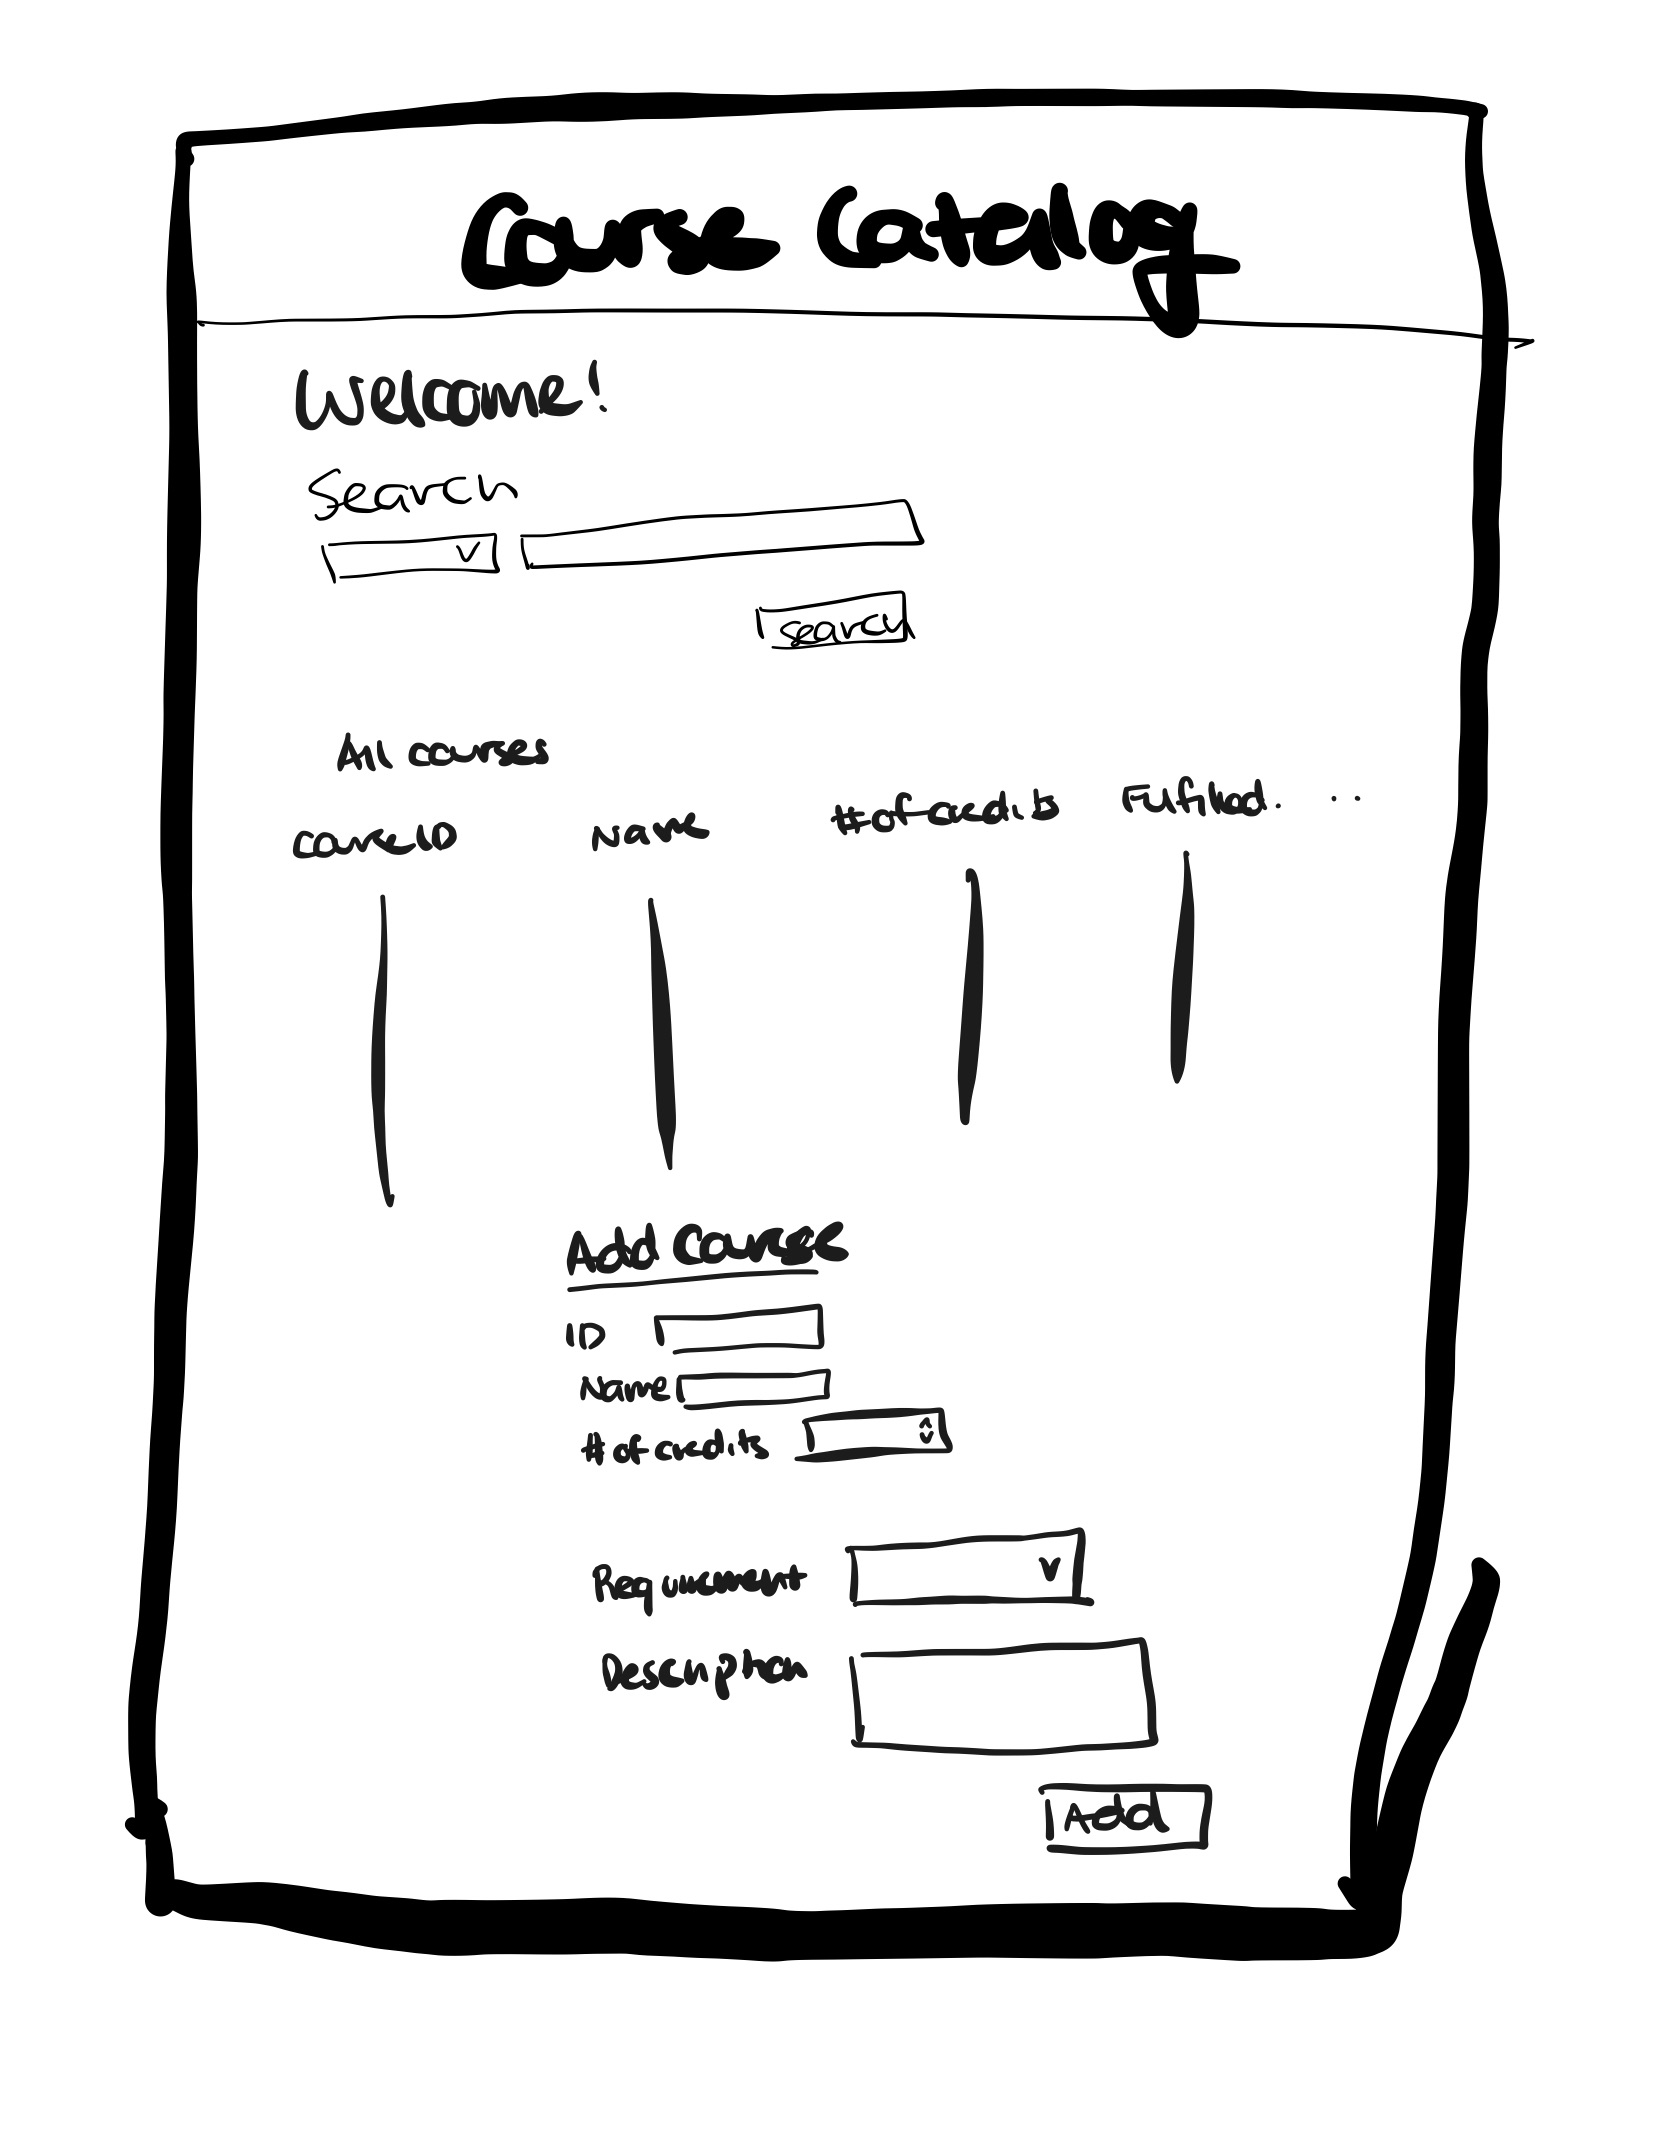 Course Catalog
Welcome!
Search
search
All courses
courseID Name # of credits Fulfilled. ..
Add Course
ID
Name
# of credits
Requirement
Description
Add